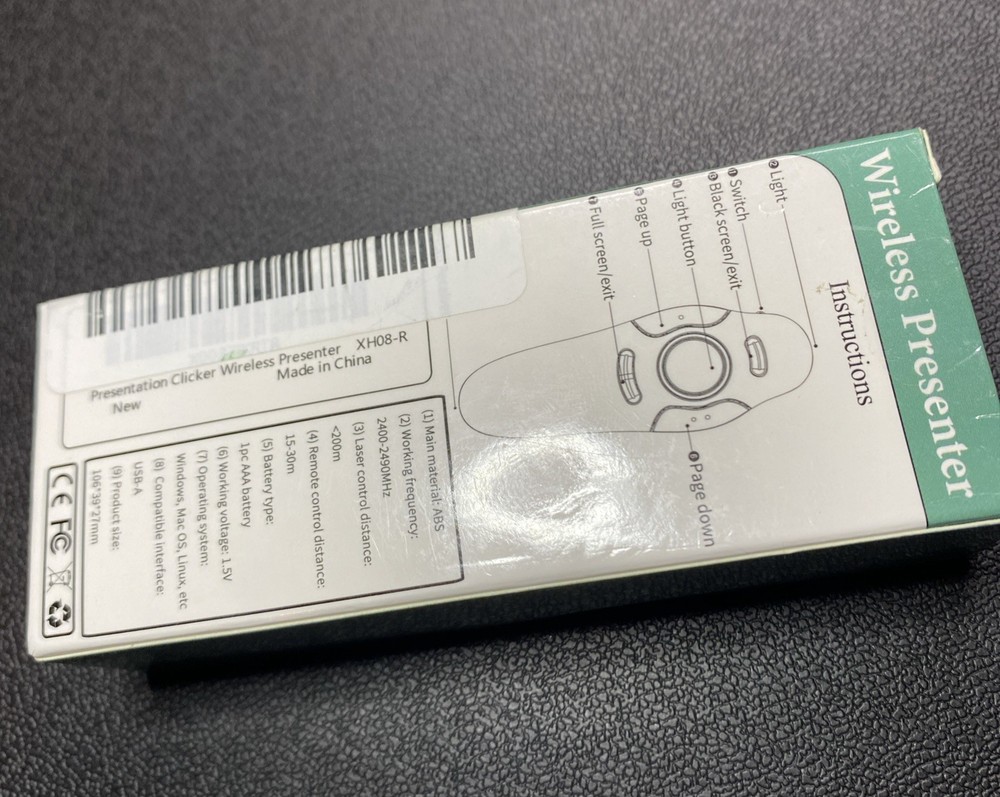 Wireless Presenter
Instructions
Light
Switch
Black screen/exit
Light button
Page up
Full screen/exit
Page down
Presentation Clicker Wireless Presenter XH08-R
Made in China
New
(1) Main material: ABS
(2) Working frequency:
2400-2490MHz
(3) Laser control distance:
<200m
(4) Remote control distance:
15-30m
(5) Battery type:
1pc AAA battery
(6) Working voltage: 1.5V
(7) Operating system:
Windows, Mac OS, Linux, etc
(8) Compatible interface:
USB-A
(9) Product size:
106*39*27mm
CE FC